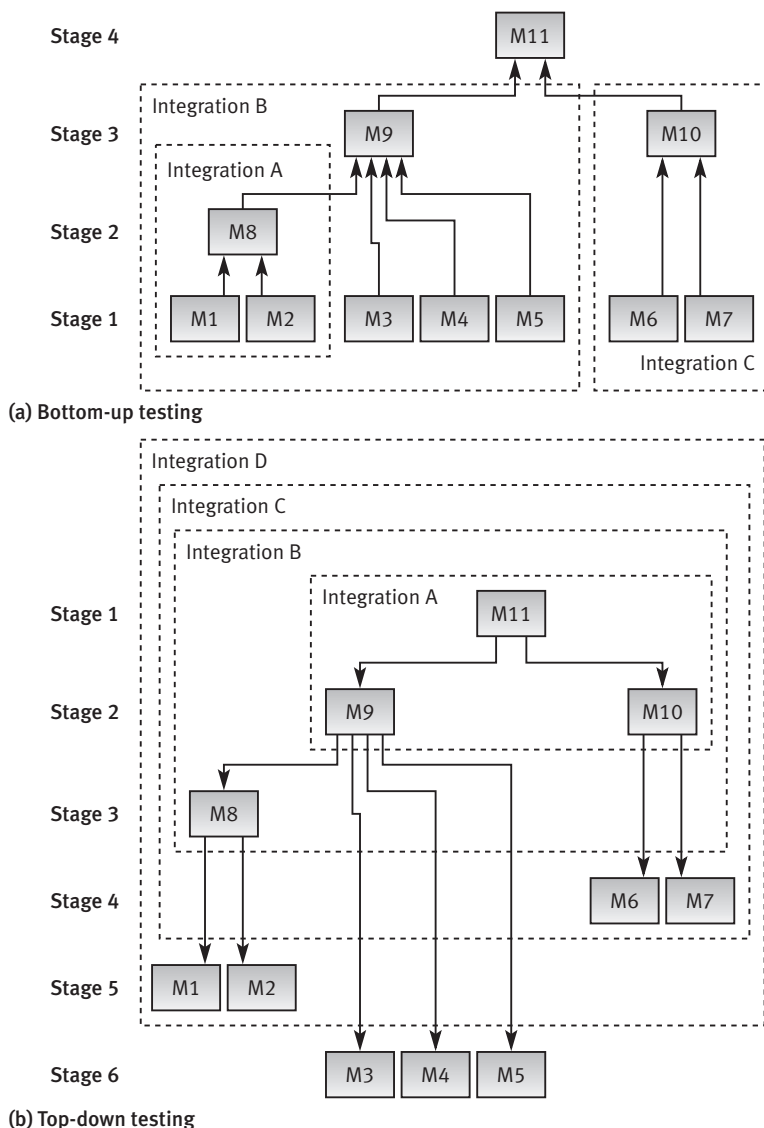 Stage 4
M11
Integration B
Stage 3
M9
M10
Integration A
Stage 2
M8
Stage 1
M1
M2
M3
M4
M5
M6
M7
Integration C
(a) Bottom-up testing
Integration D
Integration C
Integration B
Integration A
Stage 1
M11
Stage 2
M9
M10
Stage 3
M8
Stage 4
M6
M7
Stage 5
M1
M2
Stage 6
M3
M4
M5
(b) Top-down testing